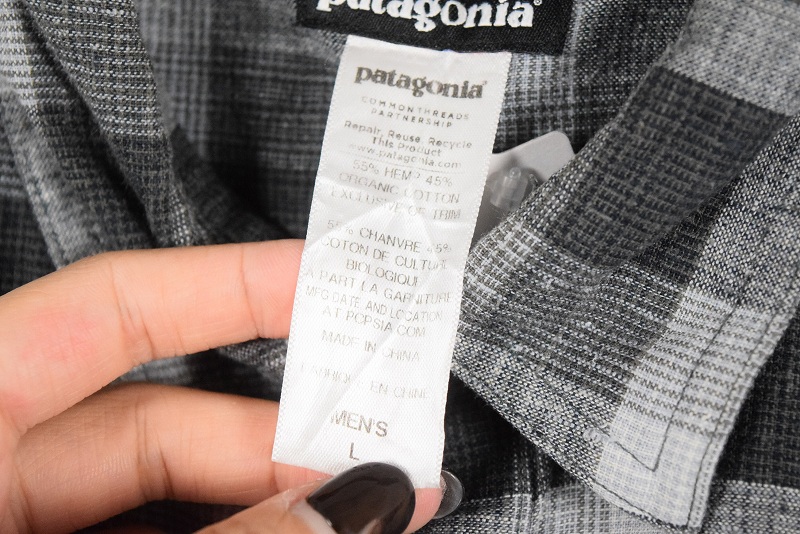 patagonia®
patagonia®
COMMON THREADS
PARTNERSHIP
Repair, Reuse, Recycle
This Product
www.patagonia.com
55% HEMP 45%
ORGANIC COTTON
EXCLUSIVE OF TRIM
55% CHANVRE 45%
COTON DE CULTURE
BIOLOGIQUE
A PART LA GARNITURE
MFG DATE AND LOCATION
AT PCPSIA.COM
MADE IN CHINA
FABRIQUE EN CHINE
MEN'S
L